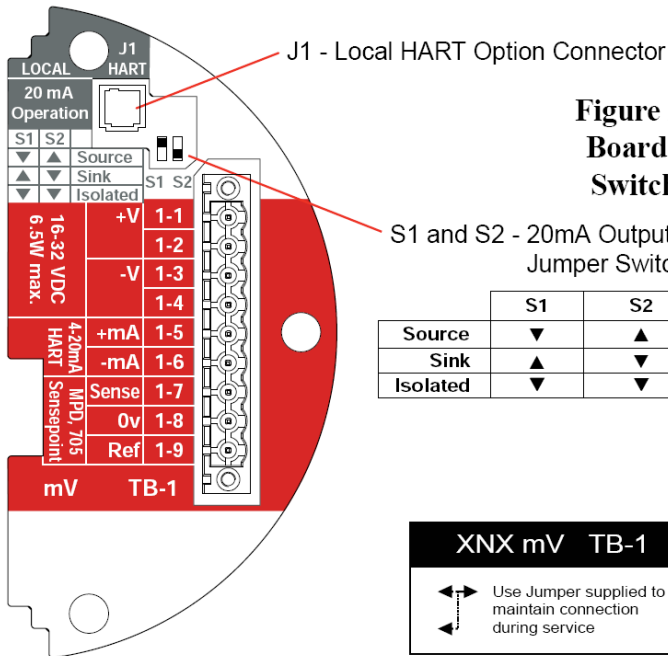 J1
LOCAL HART
20 mA
Operation
S1 S2
▼ ▲ Source
▲ ▼ Sink
▼ ▼ Isolated
S1 S2
16-32 VDC
6.5W max.
+V 1-1
1-2
-V 1-3
1-4
4-20mA
HART
+mA 1-5
-mA 1-6
MPD, 705
Sensepoint
Sense 1-7
0v 1-8
Ref 1-9
mV TB-1
J1 - Local HART Option Connector
Figure
Board
Switch
S1 and S2 - 20mA Output
Jumper Switc
S1 S2
Source ▼ ▲
Sink ▲ ▼
Isolated ▼ ▼
XNX mV TB-1
Use Jumper supplied to
maintain connection
during service